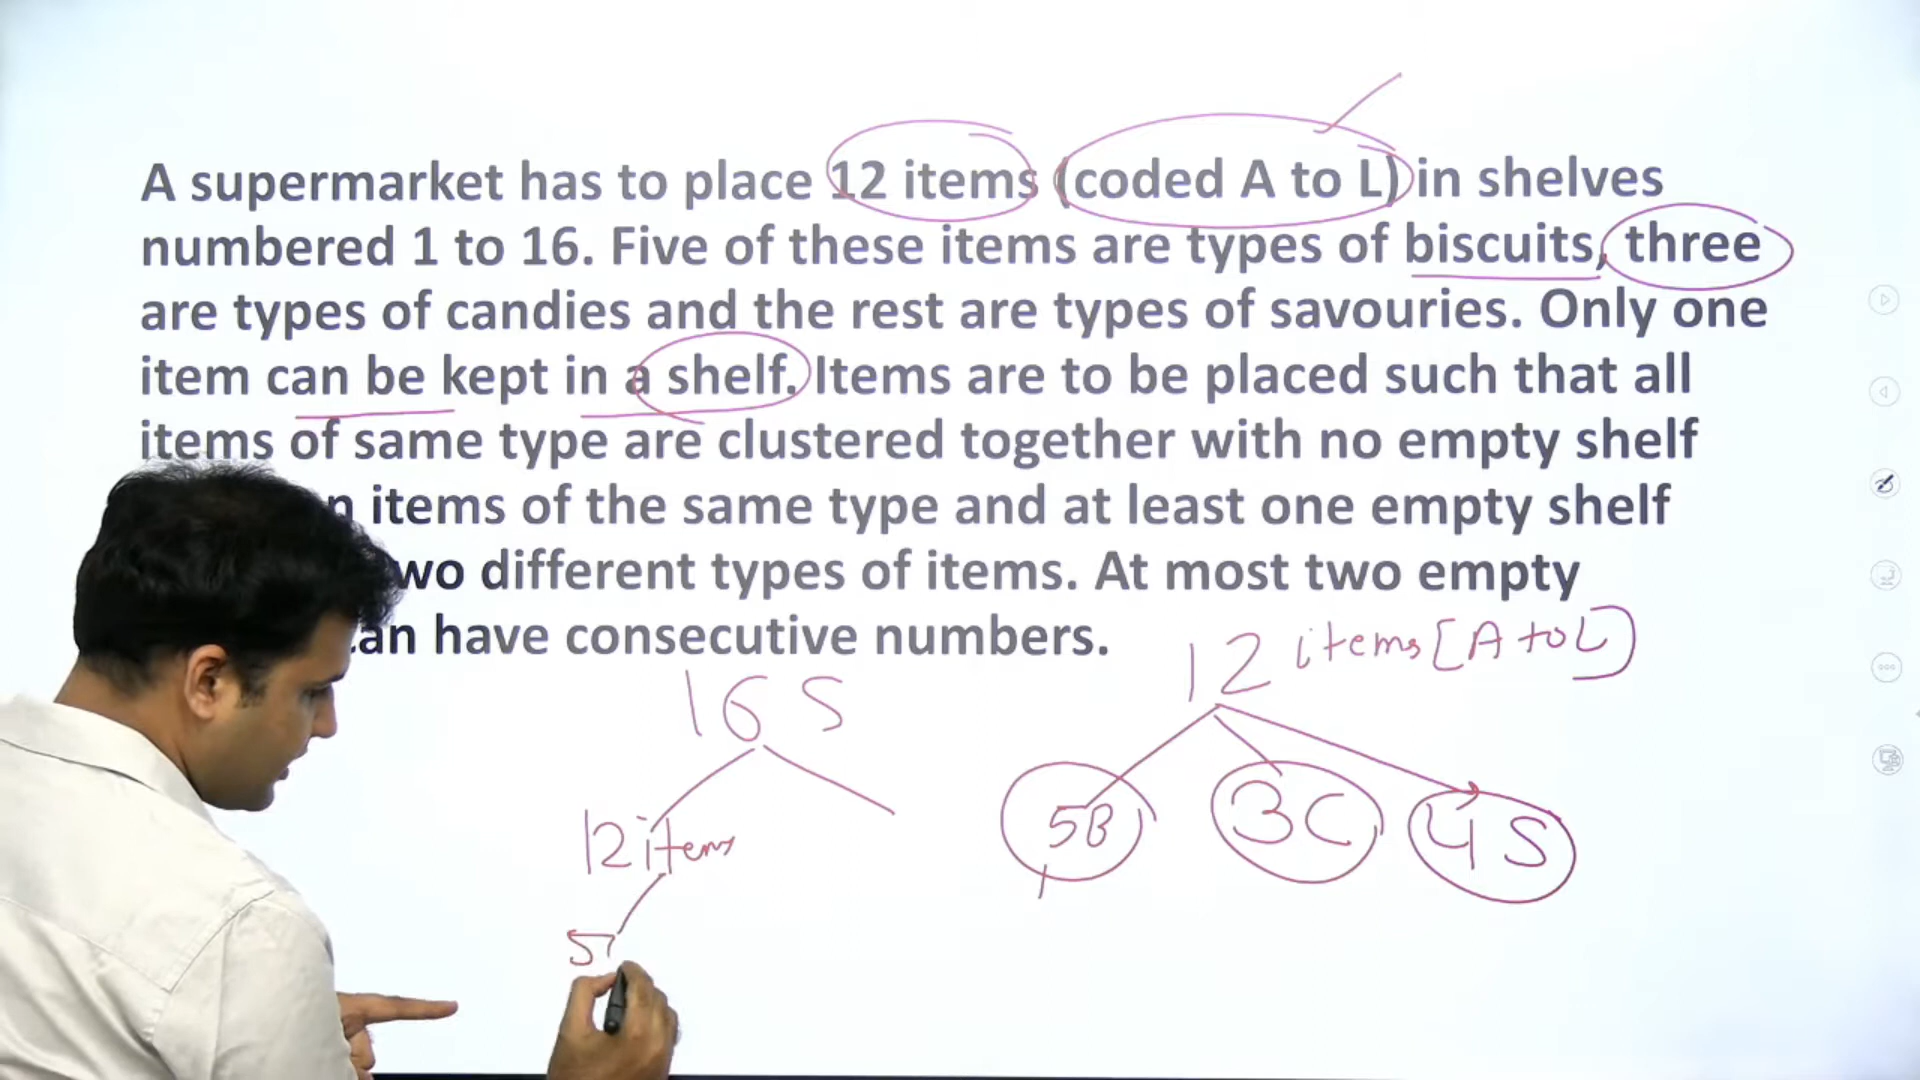 A supermarket has to place 12 items (coded A to L) in shelves
numbered 1 to 16. Five of these items are types of biscuits, three
are types of candies and the rest are types of savouries. Only one
item can be kept in a shelf. Items are to be placed such that all
items of same type are clustered together with no empty shelf
items of the same type and at least one empty shelf
different types of items. At most two empty
have consecutive numbers.
12 items [A to L]
16 S
12 items
5B 3C 4S
5